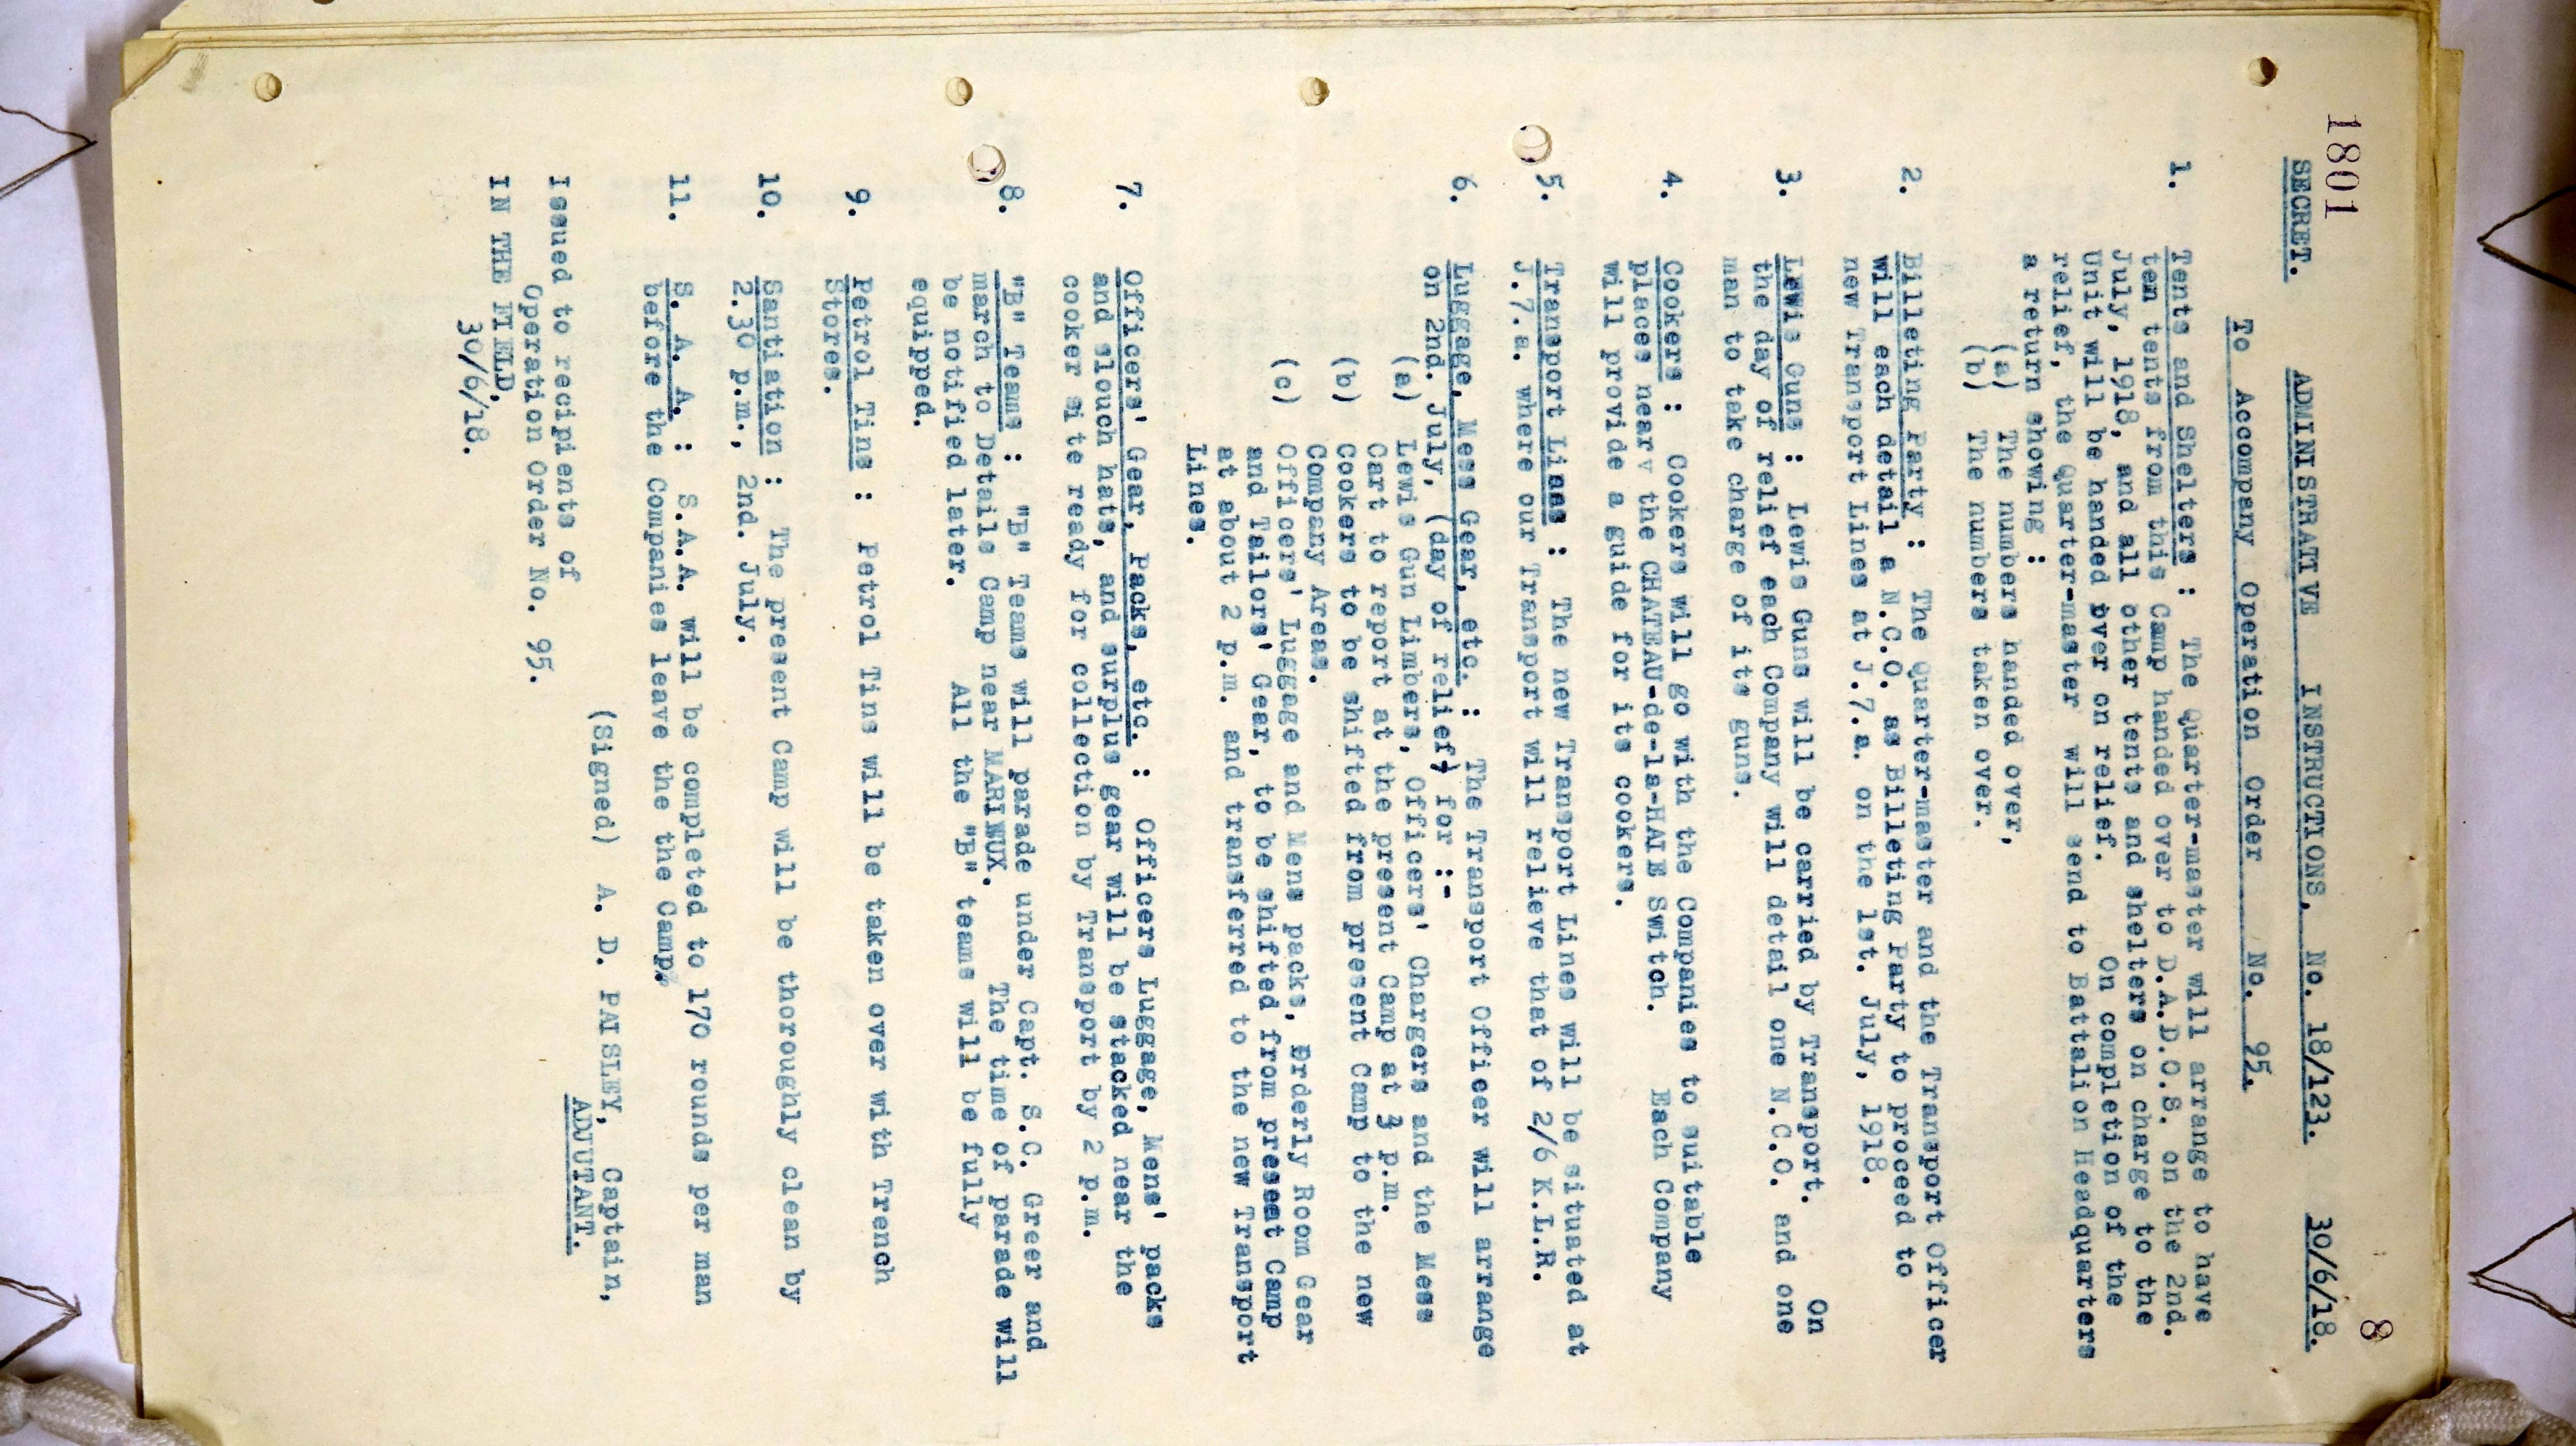 1801
8
SECRET. ADMINISTRATIVE INSTRUCTIONS, No. 18/123. 30/6/18.
To Accompany Operation Order No. 95.
1. Tents and Shelters : The Quarter-master will arrange to have
ten tents from this Camp handed over to D.A.D.O.S. on the 2nd.
July, 1918, and all other tents and shelters on charge to the
Unit will be handed over on relief. On completion of the
relief, the Quarter-master will send to Battalion Headquarters
a return showing :
(a) The numbers handed over,
(b) The numbers taken over.
2. Billeting Party : The Quarter-master and the Transport Officer
will each detail a N.C.O. as Billeting Party to proceed to
new Transport Lines at J.7.a. on the 1st. July, 1918.
3. Lewis Guns : Lewis Guns will be carried by Transport. On
the day of relief each Company will detail one N.C.O. and one
man to take charge of its guns.
4. Cookers : Cookers will go with the Companies to suitable
places near the CHATEAU-de-la-HAIE Switch. Each Company
will provide a guide for its cookers.
5. Transport Lines : The new Transport Lines will be situated at
J.7.a. where our Transport will relieve that of 2/6 K.L.R.
6. Luggage, Mess Gear, etc. : The Transport Officer will arrange
on 2nd. July, (day of relief) for :-
(a) Lewis Gun Limbers, Officers' Chargers and the Mess
Cart to report at the present Camp at 3 p.m.
(b) Cookers to be shifted from present Camp to the new
Company Areas.
(c) Officers' Luggage and Mens packs, Orderly Room Gear
and Tailors' Gear, to be shifted from present Camp
at about 2 p.m. and transferred to the new Transport
Lines.
7. Officers' Gear, Packs, etc. : Officers Luggage, Mens' packs
and slouch hats, and surplus gear will be stacked near the
cooker site ready for collection by Transport by 2 p.m.
8. "B" Teams : "B" Teams will parade under Capt. S.C. Greer and
march to Details Camp near MARIEUX. The time of parade will
be notified later. All the "B" teams will be fully
equipped.
9. Petrol Tins : Petrol Tins will be taken over with Trench
Stores.
10. Santiation : The present Camp will be thoroughly clean by
2.30 p.m., 2nd. July.
11. S. A. A. : S.A.A. will be completed to 170 rounds per man
before the Companies leave the the Camp.
(Signed) A. D. PAISLEY, Captain,
ADJUTANT.
Issued to recipients of
Operation Order No. 95.
IN THE FIELD,
30/6/18.